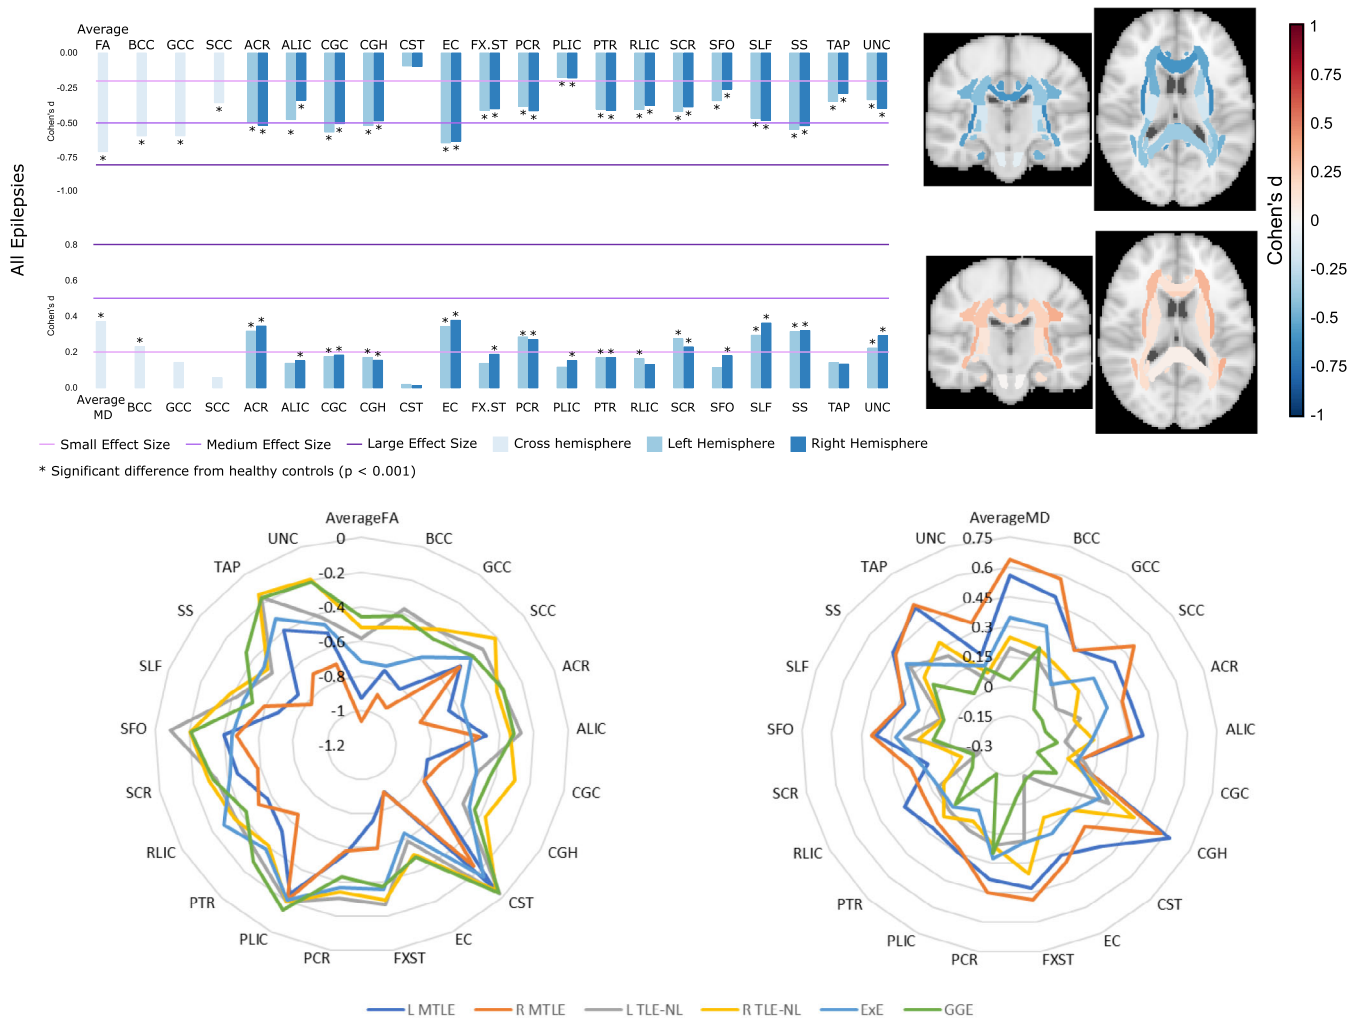 Average
FA BCC GCC SCC ACR ALIC CGC CGH CST EC FX.ST PCR PLIC PTR RLIC SCR SFO SLF SS TAP UNC
0.00
-0.25
-0.50
-0.75
-1.00
Cohen's d
* * * * * * * * * * * * * * * * * * * * * * * * * * * * * * * * * * *
All Epilepsies
0.8
0.6
0.4
0.2
0.0
Cohen's d
* * * * * * * * * * * * * * * * * * * * * * * * * * *
Average
MD BCC GCC SCC ACR ALIC CGC CGH CST EC FX.ST PCR PLIC PTR RLIC SCR SFO SLF SS TAP UNC
Small Effect Size Medium Effect Size Large Effect Size Cross hemisphere Left Hemisphere Right Hemisphere
* Significant difference from healthy controls (p < 0.001)
Cohen's d
1
0.75
0.5
0.25
0
-0.25
-0.5
-0.75
-1
AverageFA
BCC
GCC
SCC
ACR
ALIC
CGC
CGH
CST
EC
FXST
PCR
PLIC
PTR
RLIC
SCR
SFO
SLF
SS
TAP
UNC
0
-0.2
-0.4
-0.6
-0.8
-1
-1.2
AverageMD
BCC
GCC
SCC
ACR
ALIC
CGC
CGH
CST
EC
FXST
PCR
PLIC
PTR
RLIC
SCR
SFO
SLF
SS
TAP
UNC
0.75
0.6
0.45
0.3
0.15
0
-0.15
-0.3
L MTLE R MTLE L TLE-NL R TLE-NL ExE GGE